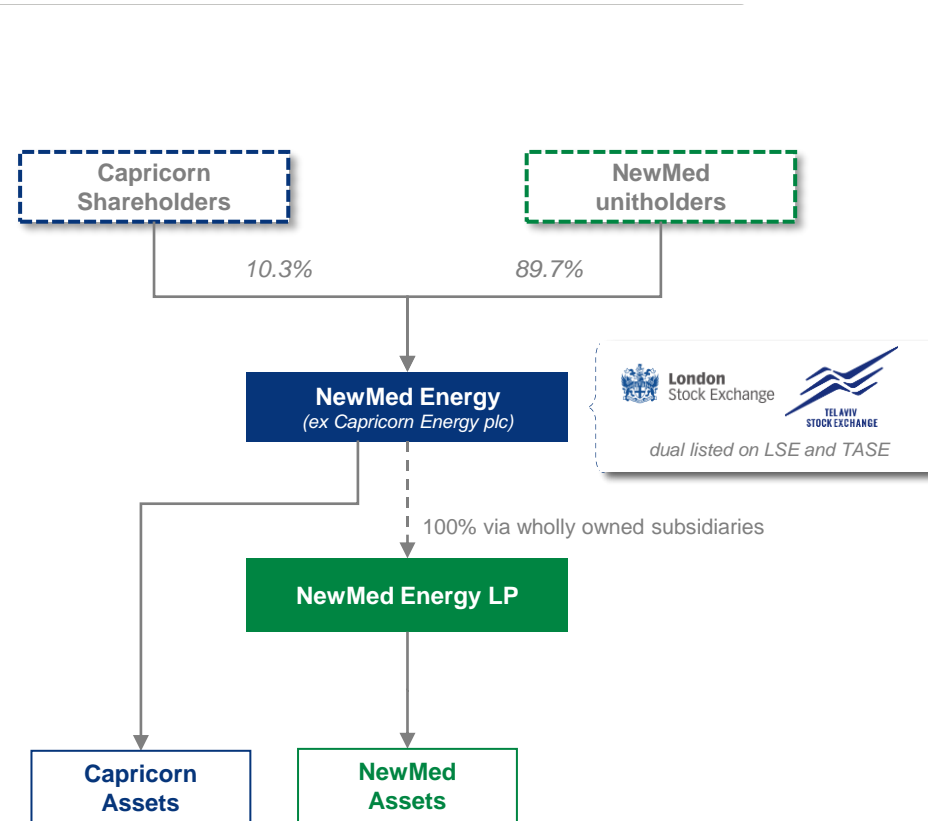 Capricorn
Shareholders
NewMed
unitholders
10.3%
89.7%
NewMed Energy
(ex Capricorn Energy plc)
London
Stock Exchange
TEL AVIV
STOCK EXCHANGE
dual listed on LSE and TASE
100% via wholly owned subsidiaries
NewMed Energy LP
Capricorn
Assets
NewMed
Assets